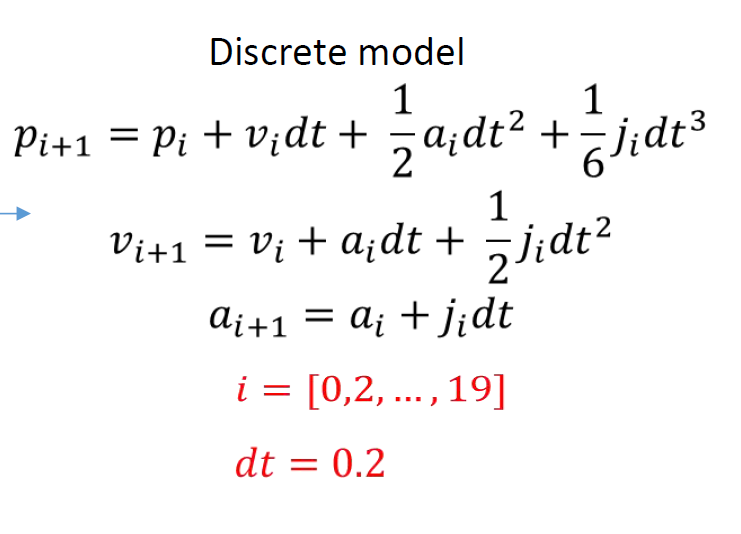 Discrete model
p_{i+1} = p_i + v_i dt + \frac{1}{2} a_i dt^2 + \frac{1}{6} j_i dt^3
v_{i+1} = v_i + a_i dt + \frac{1}{2} j_i dt^2
a_{i+1} = a_i + j_i dt
i = [0,2, … , 19]
dt = 0.2